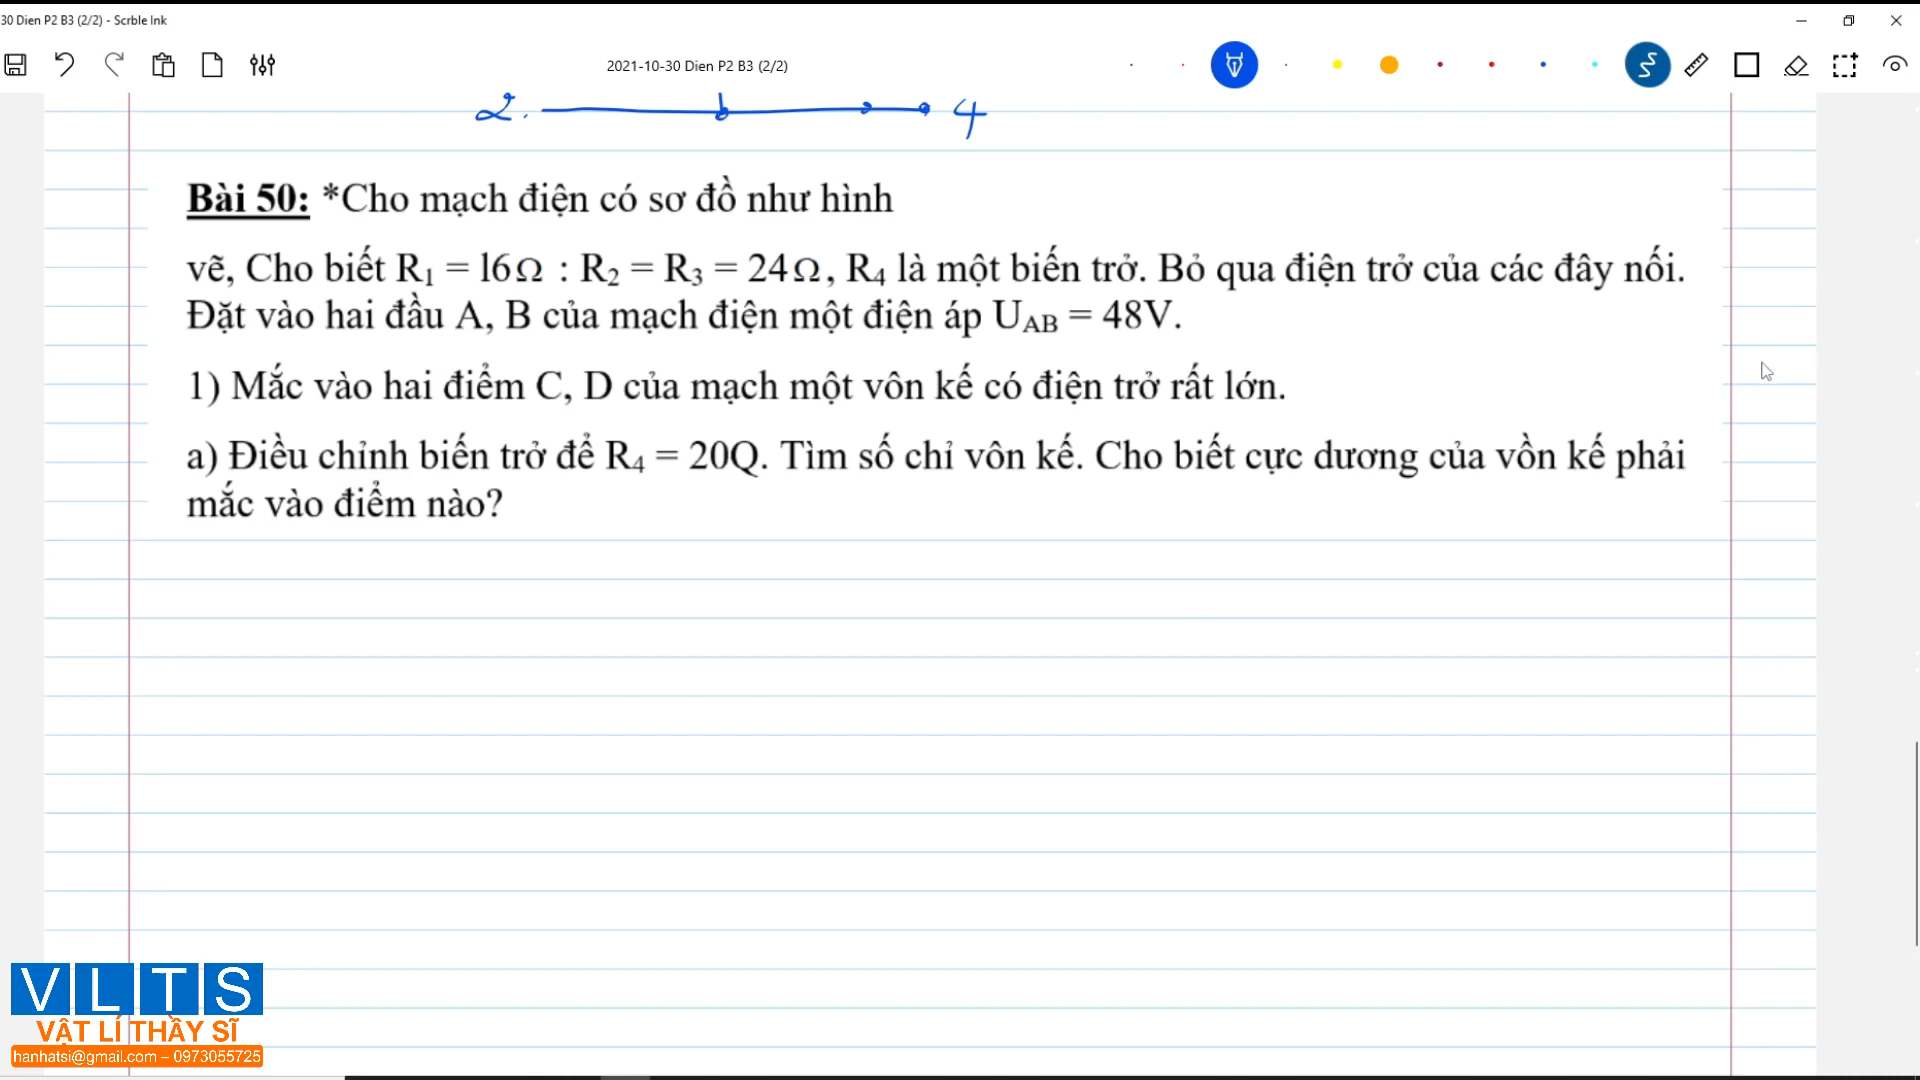 30 Dien P2 B3 (2/2) - Scrble Ink
2021-10-30 Dien P2 B3 (2/2)
2. 4
Bài 50: *Cho mạch điện có sơ đồ như hình
vẽ, Cho biết R₁ = 16Ω : R₂ = R₃ = 24Ω, R₄ là một biến trở. Bỏ qua điện trở của các đây nối.
Đặt vào hai đầu A, B của mạch điện một điện áp U_AB = 48V.
1) Mắc vào hai điểm C, D của mạch một vôn kế có điện trở rất lớn.
a) Điều chỉnh biến trở để R₄ = 20Q. Tìm số chỉ vôn kế. Cho biết cực dương của vồn kế phải
mắc vào điểm nào?
VLTS
VẬT LÍ THẦY SĨ
hanhatsi@gmail.com – 0973055725